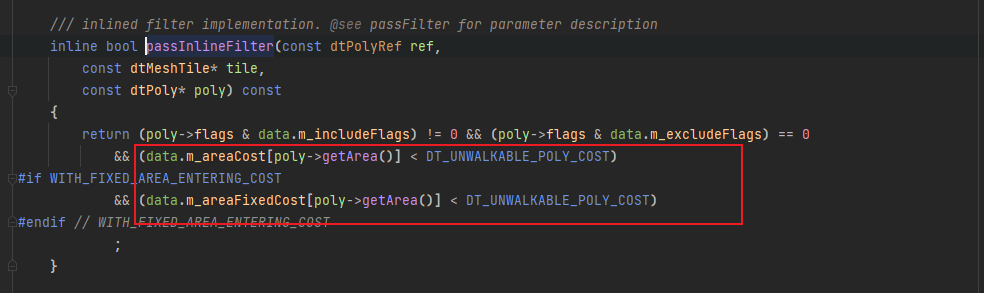 /// inlined filter implementation. @see passFilter for parameter description
inline bool passInlineFilter(const dtPolyRef ref,
const dtMeshTile* tile,
const dtPoly* poly) const
{
return (poly->flags & data.m_includeFlags) != 0 && (poly->flags & data.m_excludeFlags) == 0
&& (data.m_areaCost[poly->getArea()] < DT_UNWALKABLE_POLY_COST)
#if WITH_FIXED_AREA_ENTERING_COST
&& (data.m_areaFixedCost[poly->getArea()] < DT_UNWALKABLE_POLY_COST)
#endif // WITH_FIXED_AREA_ENTERING_COST
;
}